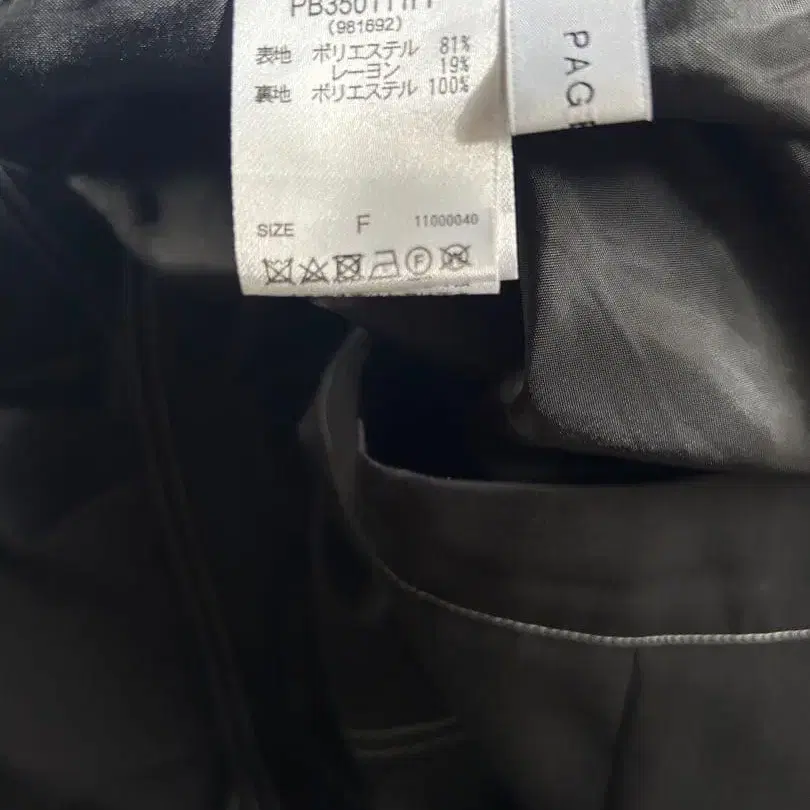 (981692)
表地 ポリエステル 81%
レーヨン 19%
裏地 ポリエステル 100%
SIZE F 11000040
F
PAG